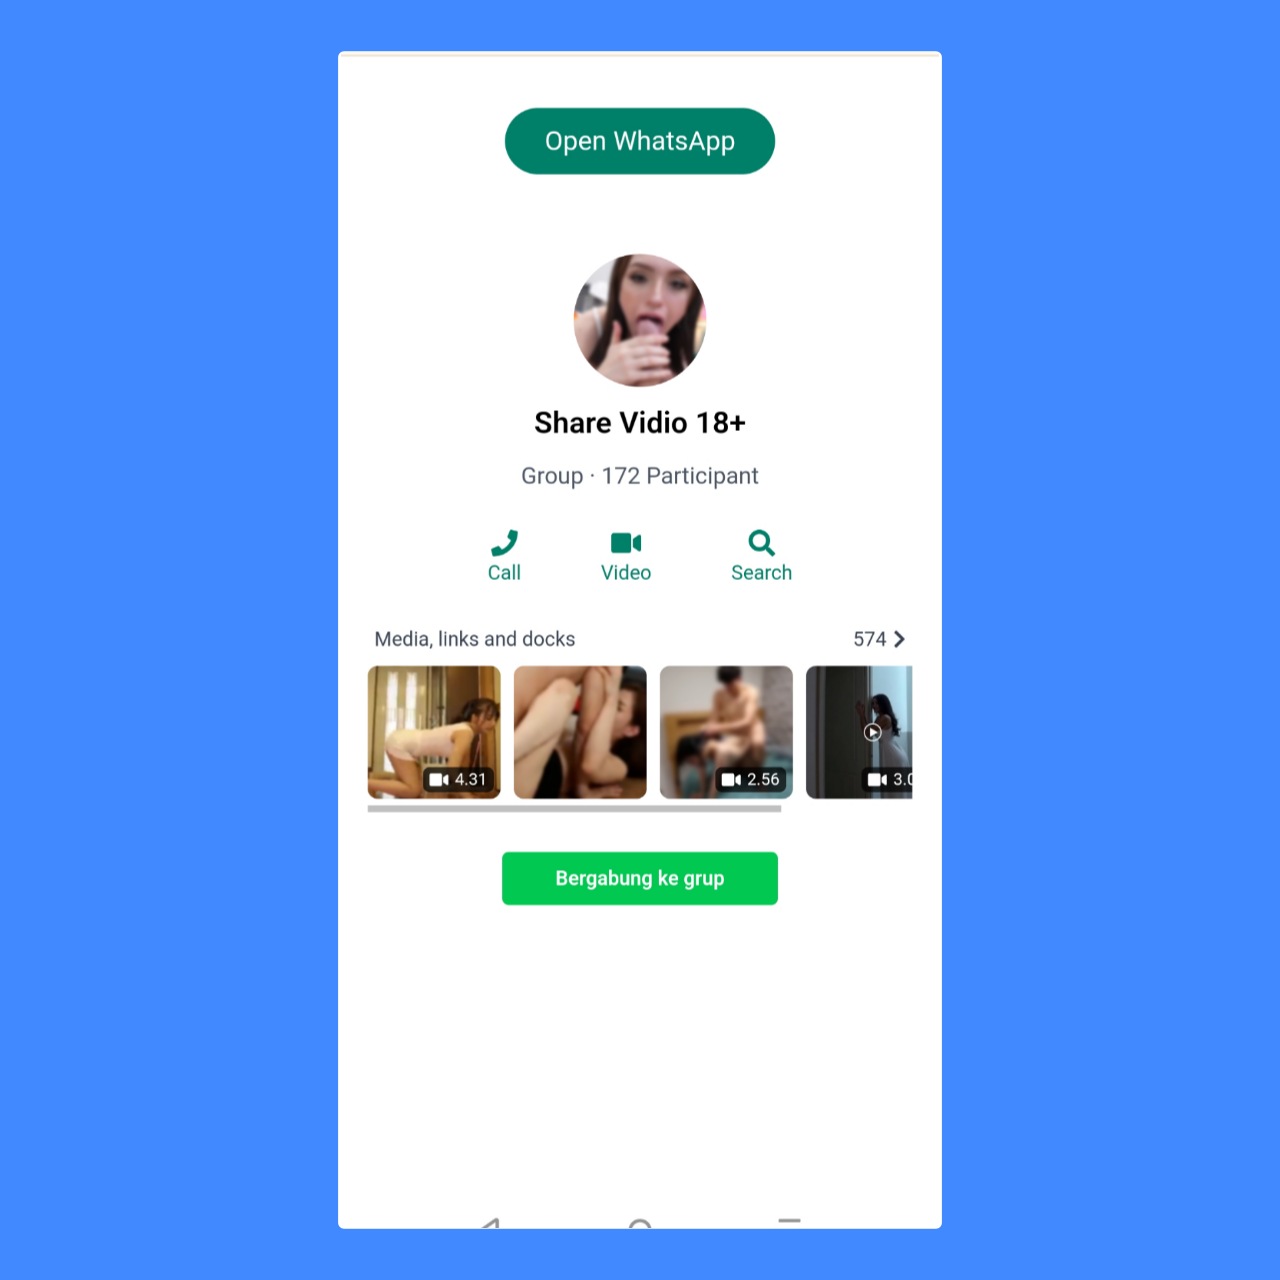 Open WhatsApp
Share Vidio 18+
Group · 172 Participant
Call Video Search
Media, links and docks 574
4.31 2.56 3.0
Bergabung ke grup